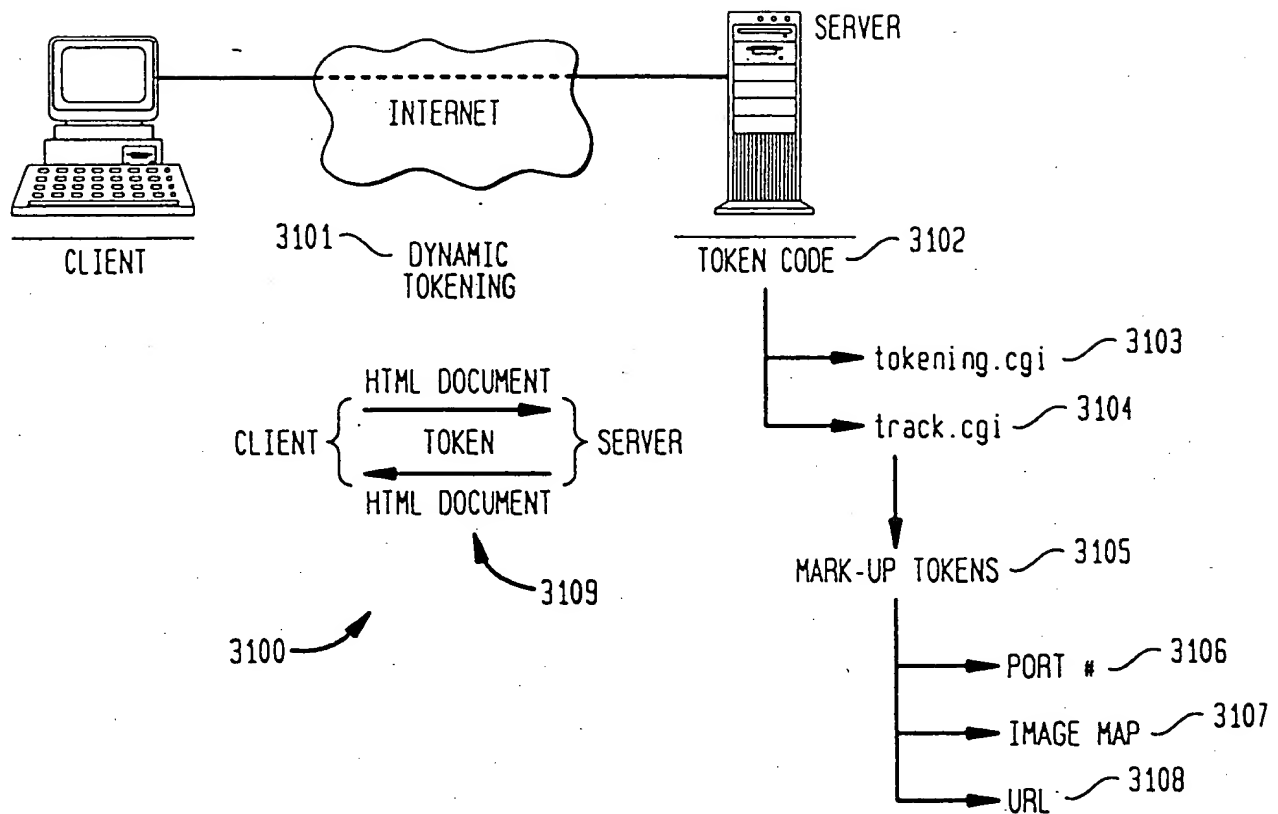 SERVER
INTERNET
CLIENT
3101 DYNAMIC
TOKENING
TOKEN CODE 3102
tokening.cgi 3103
track.cgi 3104
HTML DOCUMENT
CLIENT { TOKEN } SERVER
HTML DOCUMENT
3109
3100
MARK-UP TOKENS 3105
PORT # 3106
IMAGE MAP 3107
URL 3108